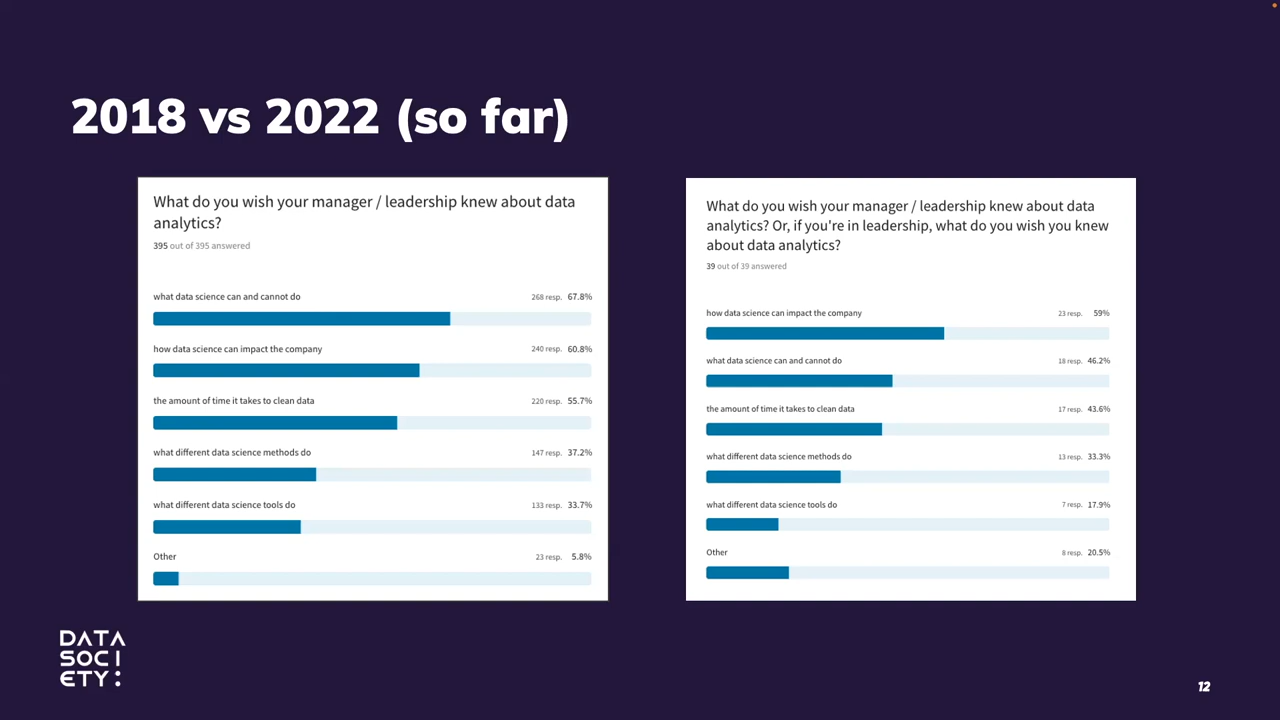 2018 vs 2022 (so far)
What do you wish your manager / leadership knew about data
analytics?
395 out of 395 answered
what data science can and cannot do 268 resp. 67.8%
how data science can impact the company 240 resp. 60.8%
the amount of time it takes to clean data 220 resp. 55.7%
what different data science methods do 147 resp. 37.2%
what different data science tools do 133 resp. 33.7%
Other 23 resp. 5.8%
What do you wish your manager / leadership knew about data
analytics? Or, if you're in leadership, what do you wish you knew
about data analytics?
39 out of 39 answered
how data science can impact the company 23 resp. 59%
what data science can and cannot do 18 resp. 46.2%
the amount of time it takes to clean data 17 resp. 43.6%
what different data science methods do 13 resp. 33.3%
what different data science tools do 7 resp. 17.9%
Other 8 resp. 20.5%
DATA
SOCI
ETY:
12